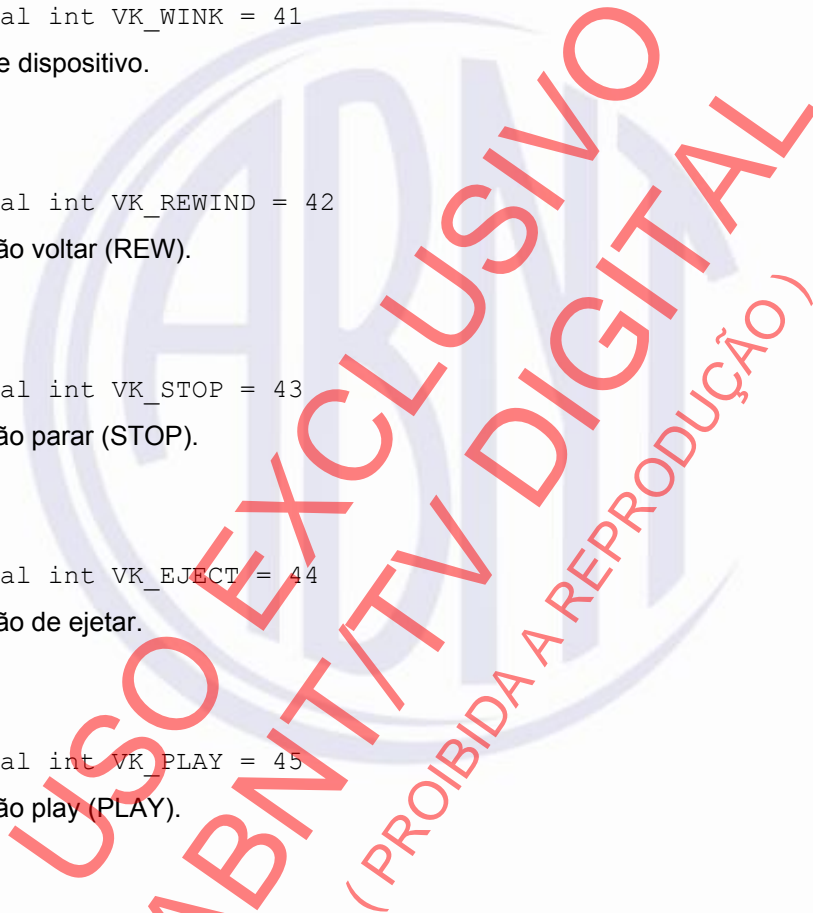 al int VK_WINK = 41
e dispositivo.
al int VK_REWIND = 42
ão voltar (REW).
al int VK_STOP = 43
ão parar (STOP).
al int VK_EJECT = 44
ão de ejetar.
al int VK_PLAY = 45
ão play (PLAY).
USO EXCLUSIVO
ABNT/TV DIGITAL
( PROIBIDA A REPRODUÇÃO )
ABNT